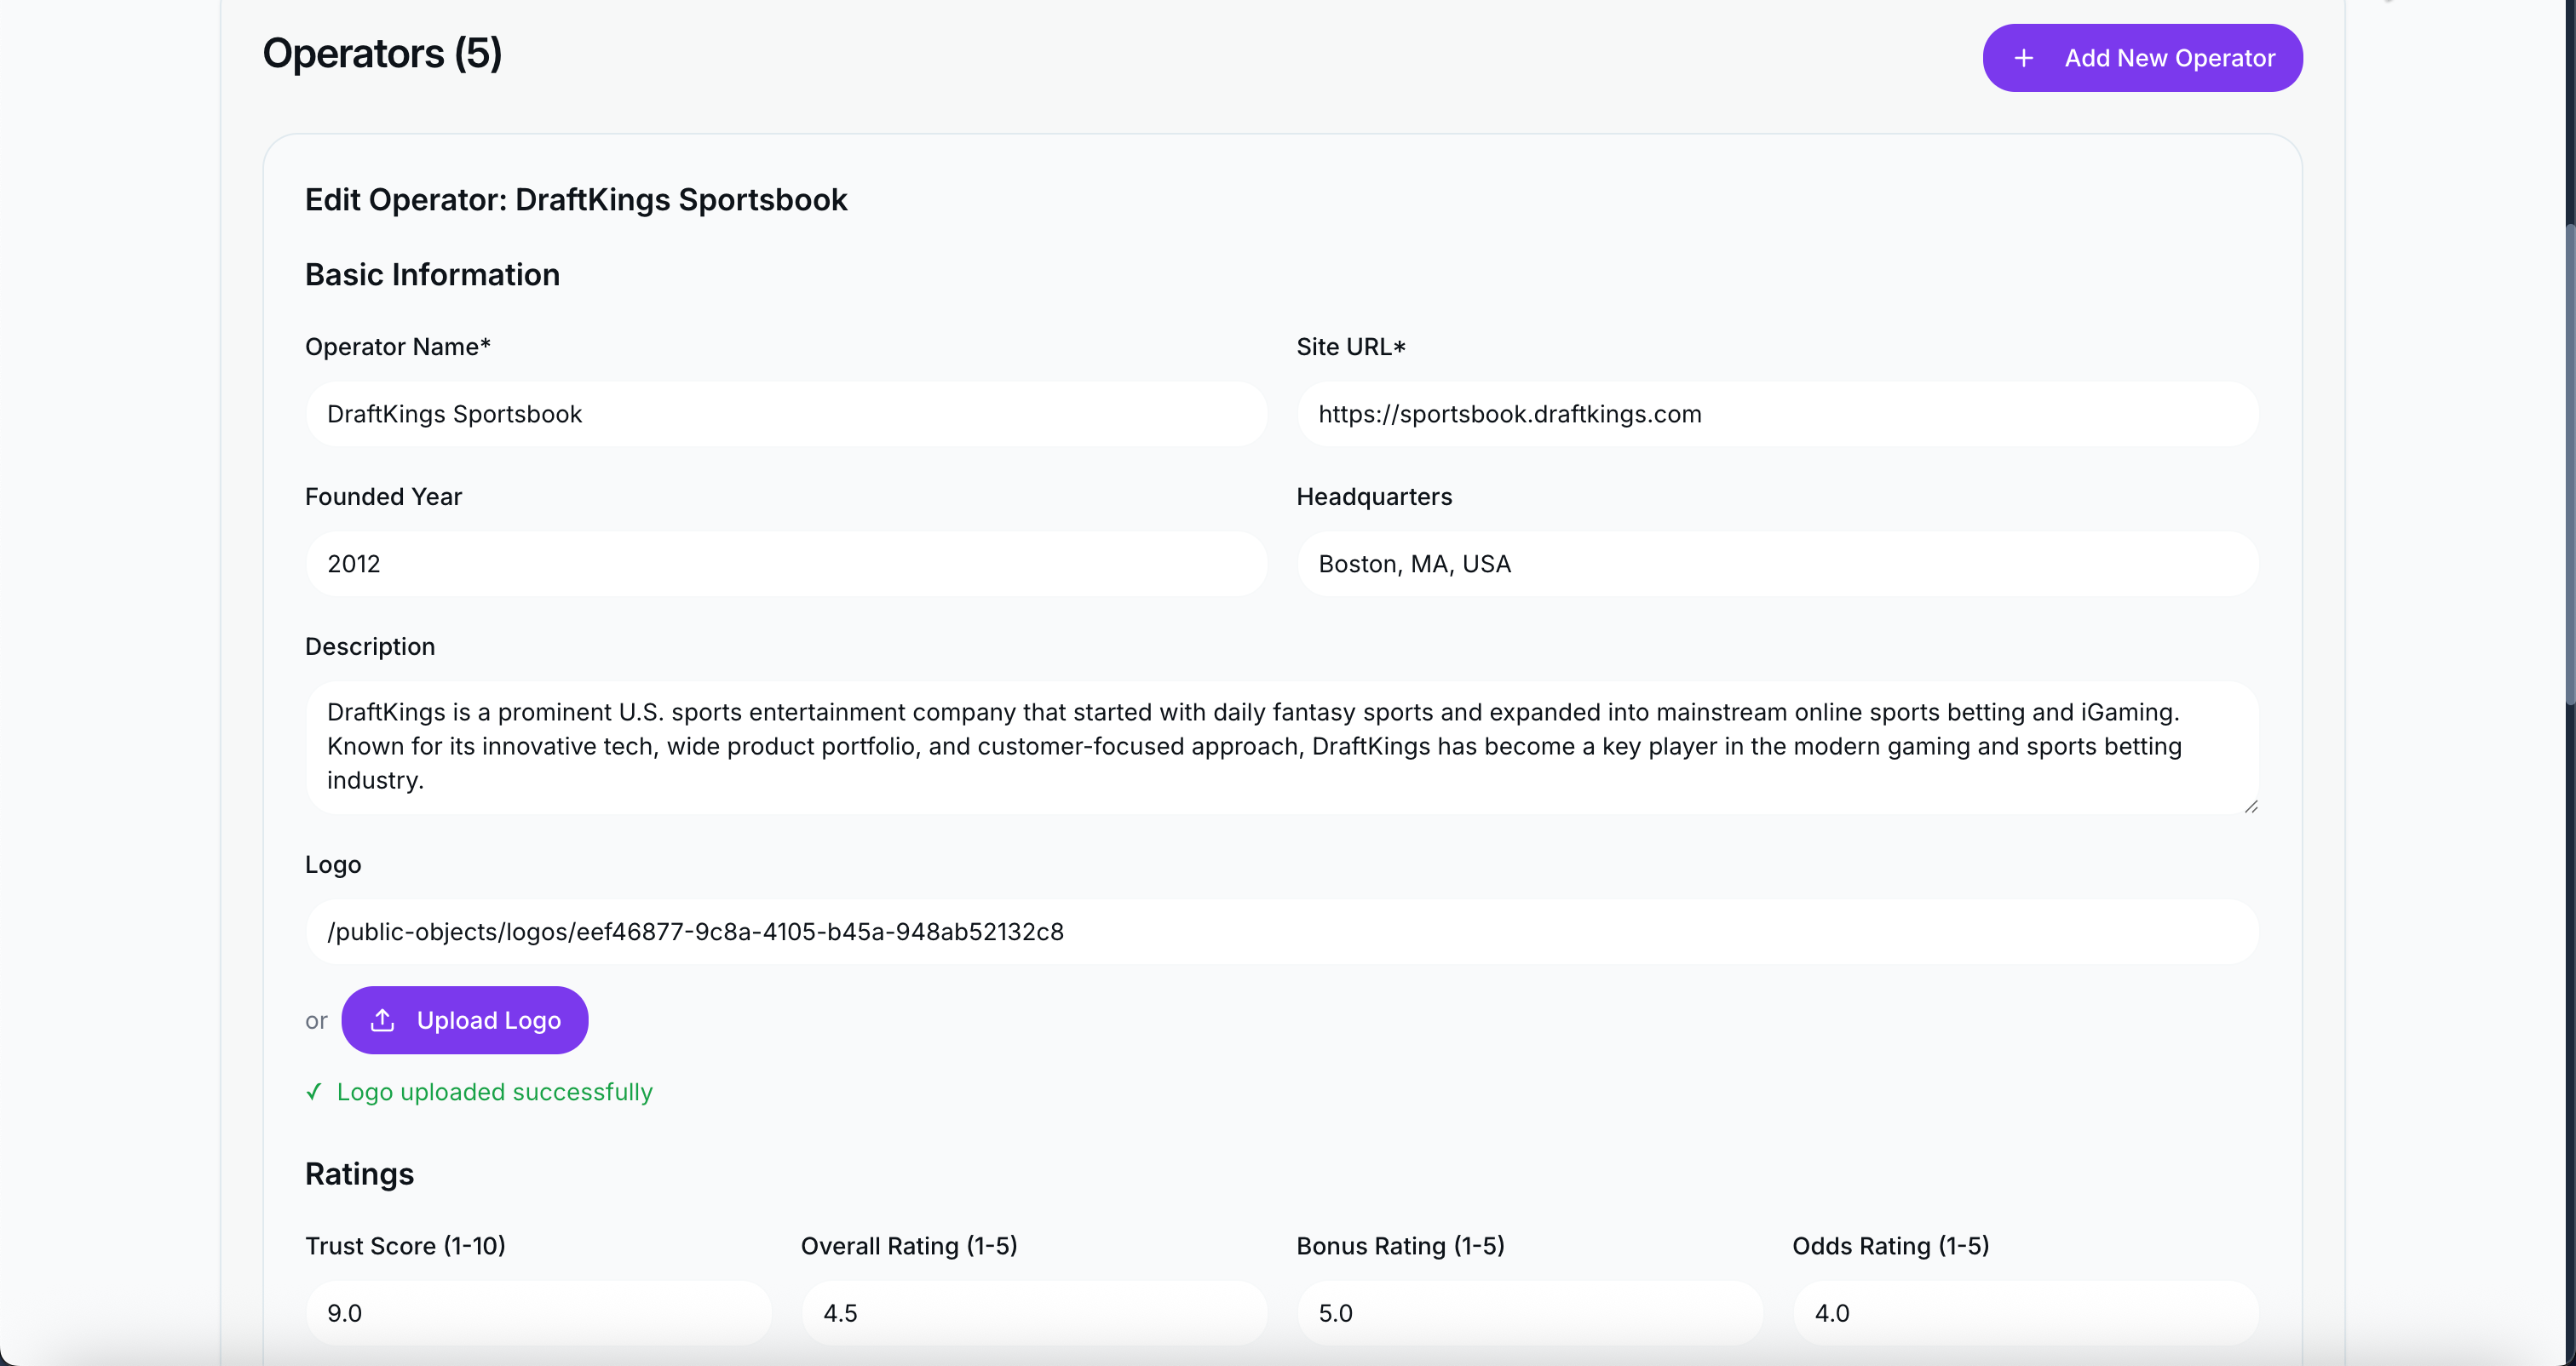 Operators (5)
+ Add New Operator
Edit Operator: DraftKings Sportsbook
Basic Information
Operator Name*
Site URL*
DraftKings Sportsbook
https://sportsbook.draftkings.com
Founded Year
Headquarters
2012
Boston, MA, USA
Description
DraftKings is a prominent U.S. sports entertainment company that started with daily fantasy sports and expanded into mainstream online sports betting and iGaming.
Known for its innovative tech, wide product portfolio, and customer-focused approach, DraftKings has become a key player in the modern gaming and sports betting
industry.
Logo
/public-objects/logos/eef46877-9c8a-4105-b45a-948ab52132c8
or Upload Logo
✓ Logo uploaded successfully
Ratings
Trust Score (1-10)
Overall Rating (1-5)
Bonus Rating (1-5)
Odds Rating (1-5)
9.0
4.5
5.0
4.0